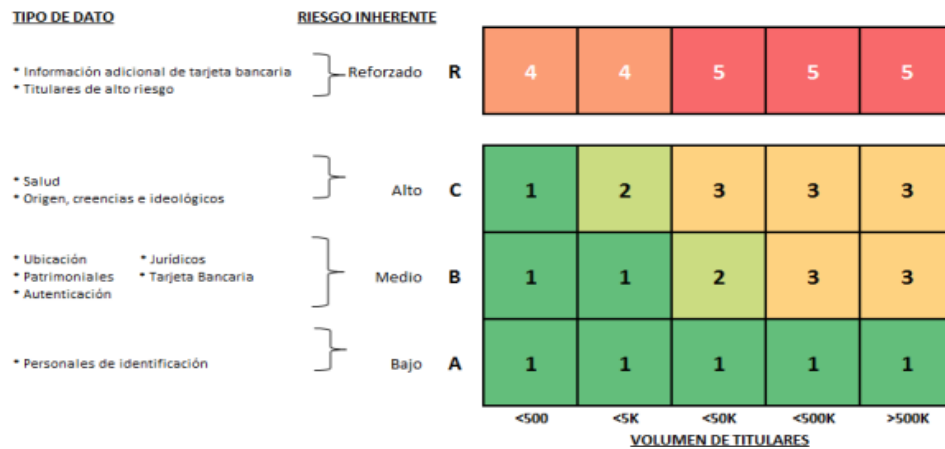 TIPO DE DATO RIESGO INHERENTE
* Información adicional de tarjeta bancaria
* Titulares de alto riesgo
Reforzado R 4 4 5 5 5
* Salud
* Origen, creencias e ideológicos
Alto C 1 2 3 3 3
* Ubicación * Jurídicos
* Patrimoniales * Tarjeta Bancaria
* Autenticación
Medio B 1 1 2 3 3
* Personales de identificación
Bajo A 1 1 1 1 1
<500 <5K <50K <500K >500K
VOLUMEN DE TITULARES